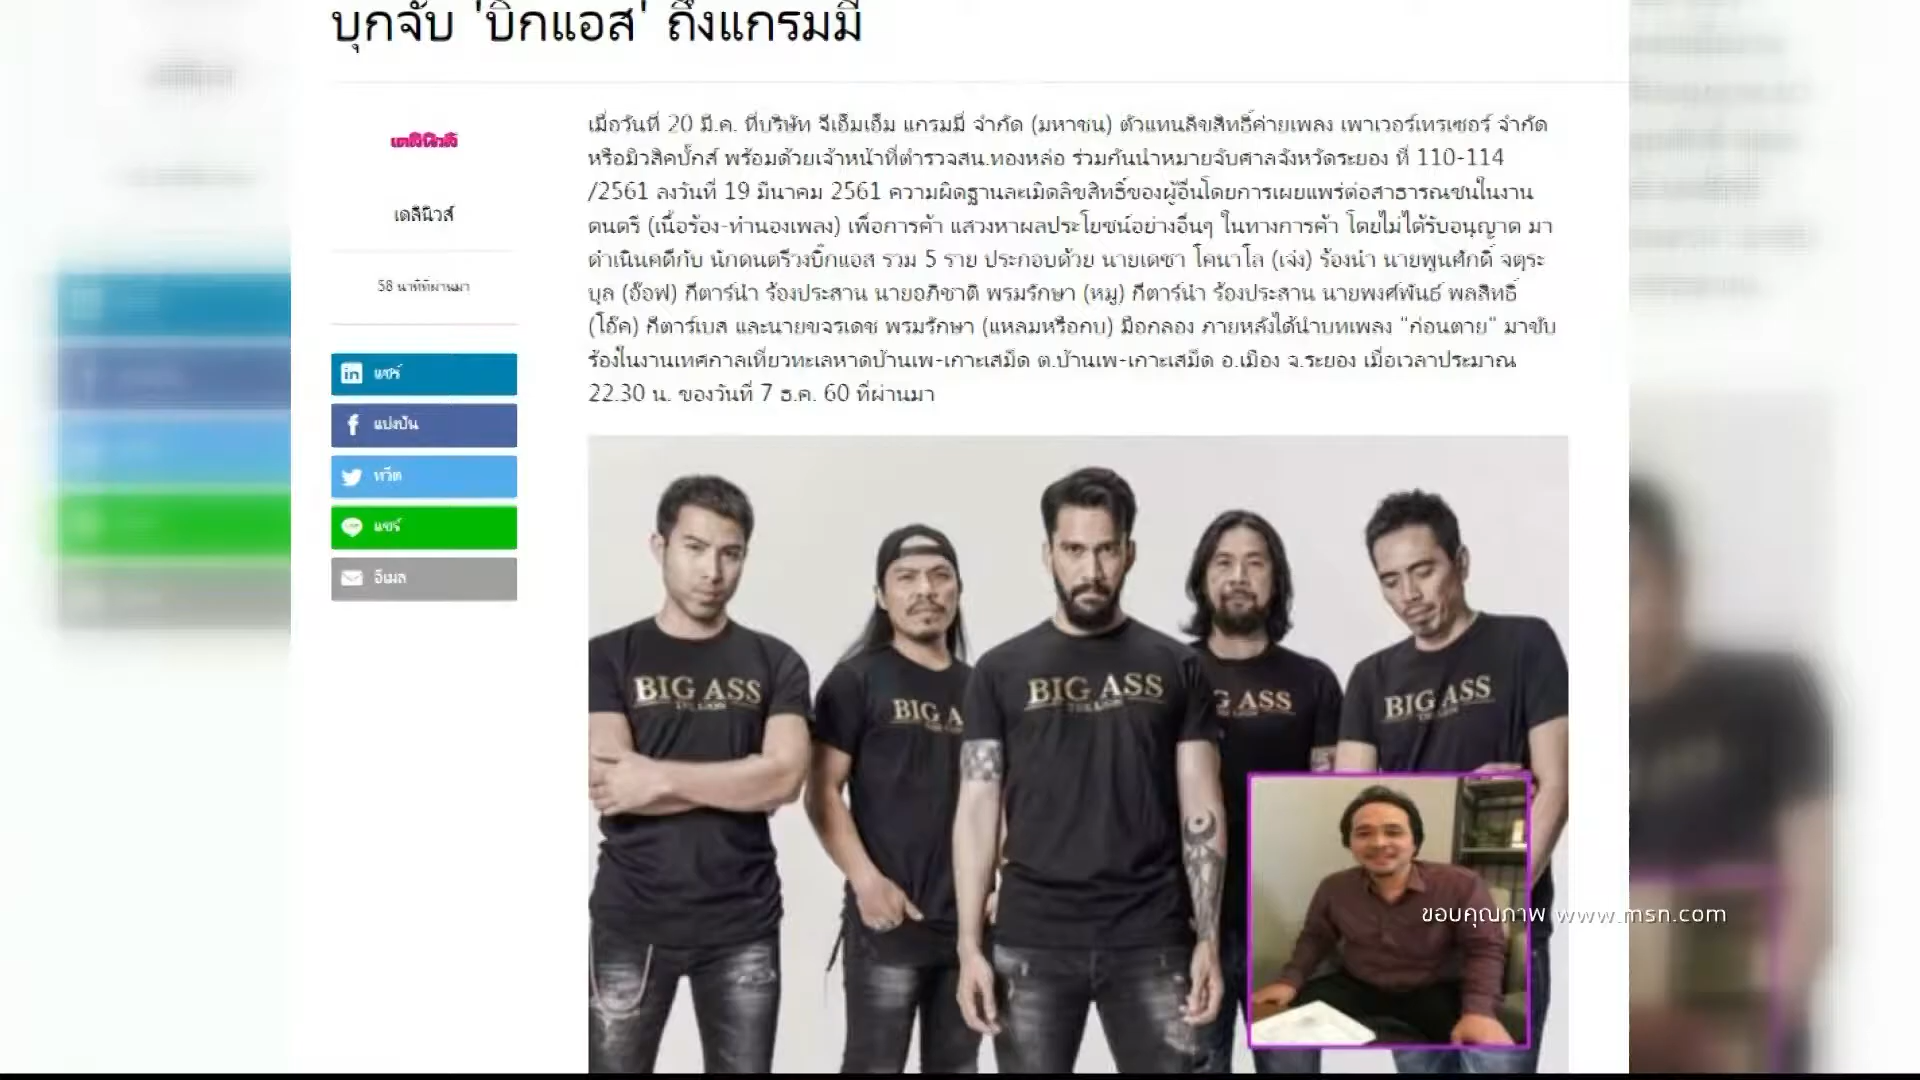 บุกจับ 'บิ๊กแอส' ถึงแกรมมี่
เดลินิวส์
เดลินิวส์
58 นาทีที่ผ่านมา
แชร์
แบ่งปัน
ทวีต
แชร์
อีเมล
เมื่อวันที่ 20 มี.ค. ที่บริษัท จีเอ็มเอ็ม แกรมมี่ จำกัด (มหาชน) ตัวแทนลิขสิทธิ์ค่ายเพลง เพาเวอร์เทรเซอร์ จำกัด
หรือมิวสิคบั๊กส์ พร้อมด้วยเจ้าหน้าที่ตำรวจสน.ทองหล่อ ร่วมกันนำหมายจับศาลจังหวัดระยอง ที่ 110-114
/2561 ลงวันที่ 19 มีนาคม 2561 ความผิดฐานละเมิดลิขสิทธิ์ของผู้อื่นโดยการเผยแพร่ต่อสาธารณชนในงาน
ดนตรี (เนื้อร้อง-ทำนองเพลง) เพื่อการค้า แสวงหาผลประโยชน์อย่างอื่นๆ ในทางการค้า โดยไม่ได้รับอนุญาต มา
ดำเนินคดีกับ นักดนตรีวงบิ๊กแอส รวม 5 ราย ประกอบด้วย นายเดชา โคนาโล (เจ๋ง) ร้องนำ นายพูนศักดิ์ จตุระ
บุล (อ๊อฟ) กีตาร์นำ ร้องประสาน นายอภิชาติ พรมรักษา (หมู) กีตาร์นำ ร้องประสาน นายพงศ์พันธ์ พลสิทธิ์
(โอ๊ค) กีตาร์เบส และนายขจรเดช พรมรักษา (แหลมหรือกบ) มือกลอง ภายหลังได้นำบทเพลง "ก่อนตาย" มาขับ
ร้องในงานเทศกาลเที่ยวทะเลหาดบ้านเพ-เกาะเสม็ด ต.บ้านเพ-เกาะเสม็ด อ.เมือง จ.ระยอง เมื่อเวลาประมาณ
22.30 น. ของวันที่ 7 ธ.ค. 60 ที่ผ่านมา
BIG ASS
BIG A
BIG ASS
G ASS
BIG ASS
ขอบคุณภาพ www.msn.com